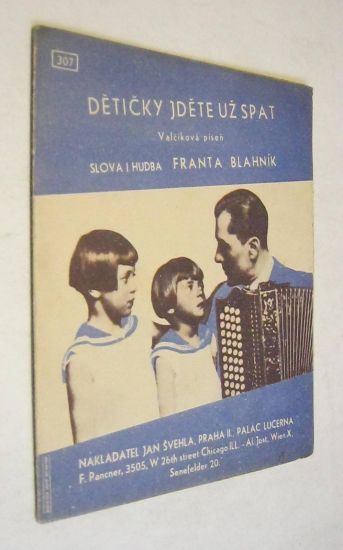 307
DĚTIČKY JDĚTE UŽ SPAT
Valčíková píseň
SLOVA I HUDBA FRANTA BLAHNÍK
NAKLADATEL JAN ŠVEHLA, PRAHA II., PALAC LUCERNA
F. Pancner, 3505, W 26th street Chicago ILL. - Al. Jost, Wien X.
Senefelder 20.